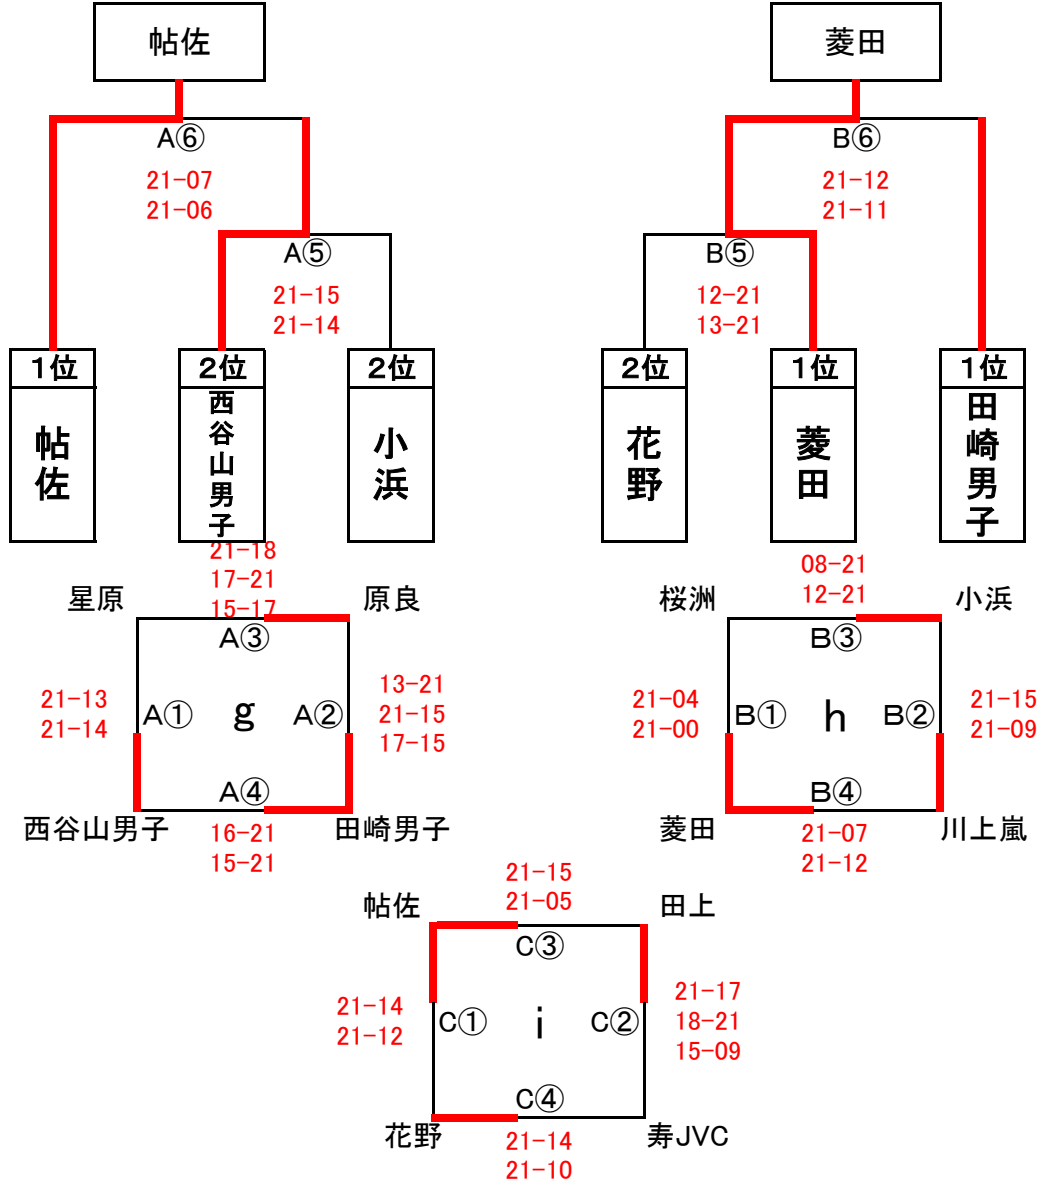 帖佐
菱田
A⑥
21-07
21-06
B⑥
21-12
21-11
A⑤
21-15
21-14
B⑤
12-21
13-21
1位
2位
2位
2位
1位
1位
帖佐
西谷山男子
小浜
花野
菱田
田崎男子
21-18
17-21
15-17
星原
原良
A③
21-13
21-14
A①
g
A②
13-21
21-15
17-15
A④
西谷山男子
田崎男子
16-21
15-21
08-21
12-21
桜洲
小浜
B③
21-04
21-00
B①
h
B②
21-15
21-09
B④
菱田
川上嵐
21-07
21-12
21-15
21-05
帖佐
田上
C③
21-14
21-12
C①
i
C②
21-17
18-21
15-09
C④
花野
寿JVC
21-14
21-10